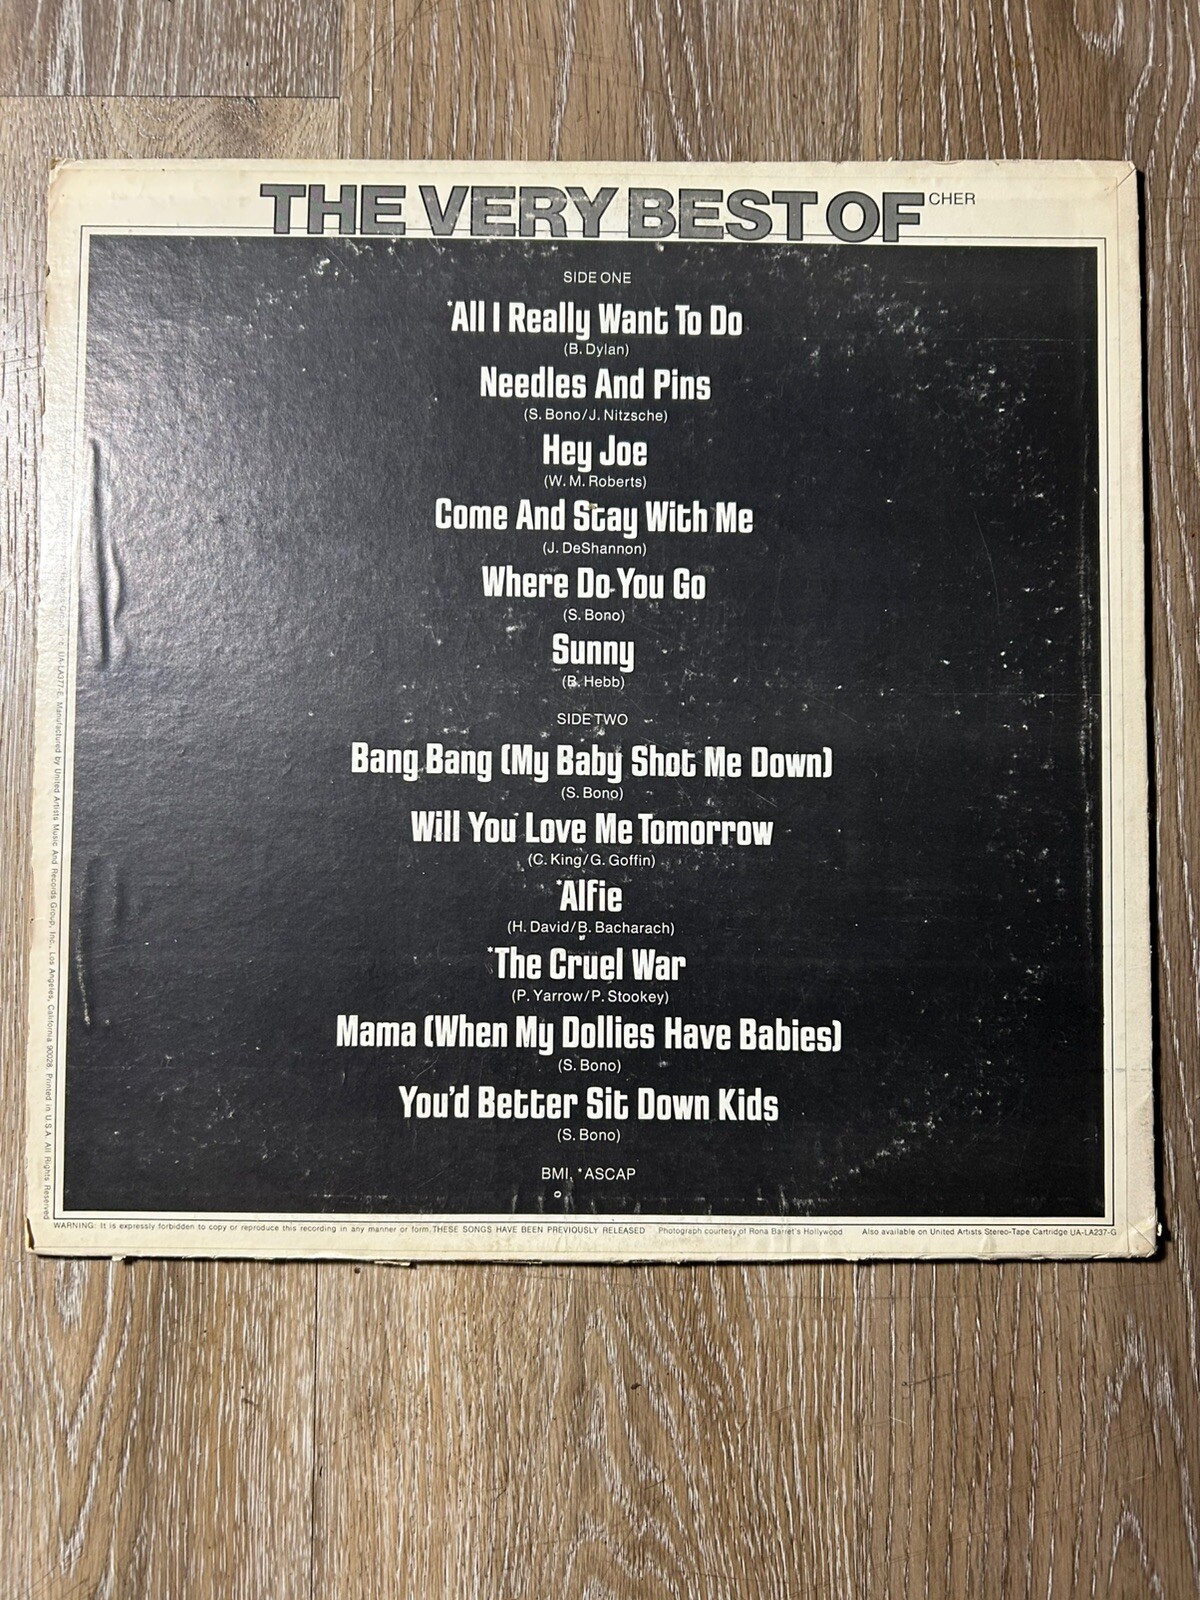 THE VERY BEST OF CHER
SIDE ONE
*All I Really Want To Do
(B. Dylan)
Needles And Pins
(S. Bono/J. Nitzsche)
Hey Joe
(W. M. Roberts)
Come And Stay With Me
(J. DeShannon)
Where Do You Go
(S. Bono)
Sunny
(B. Hebb)
SIDE TWO
Bang Bang (My Baby Shot Me Down)
(S. Bono)
Will You Love Me Tomorrow
(C. King/G. Goffin)
*Alfie
(H. David/B. Bacharach)
*The Cruel War
(P. Yarrow/P. Stookey)
Mama (When My Dollies Have Babies)
(S. Bono)
You'd Better Sit Down Kids
(S. Bono)
BMI, *ASCAP
WARNING: It is expressly forbidden to copy or reproduce this recording in any manner or form. THESE SONGS HAVE BEEN PREVIOUSLY RELEASED Photograph courtesy of Rona Barret's Hollywood Also available on United Artists Stereo-Tape Cartridge UA-LA237-G
UA-LA377-E. Manufactured by United Artists Music And Records Group, Inc., Los Angeles, California 90028. Printed in U.S.A. All Rights Reserved